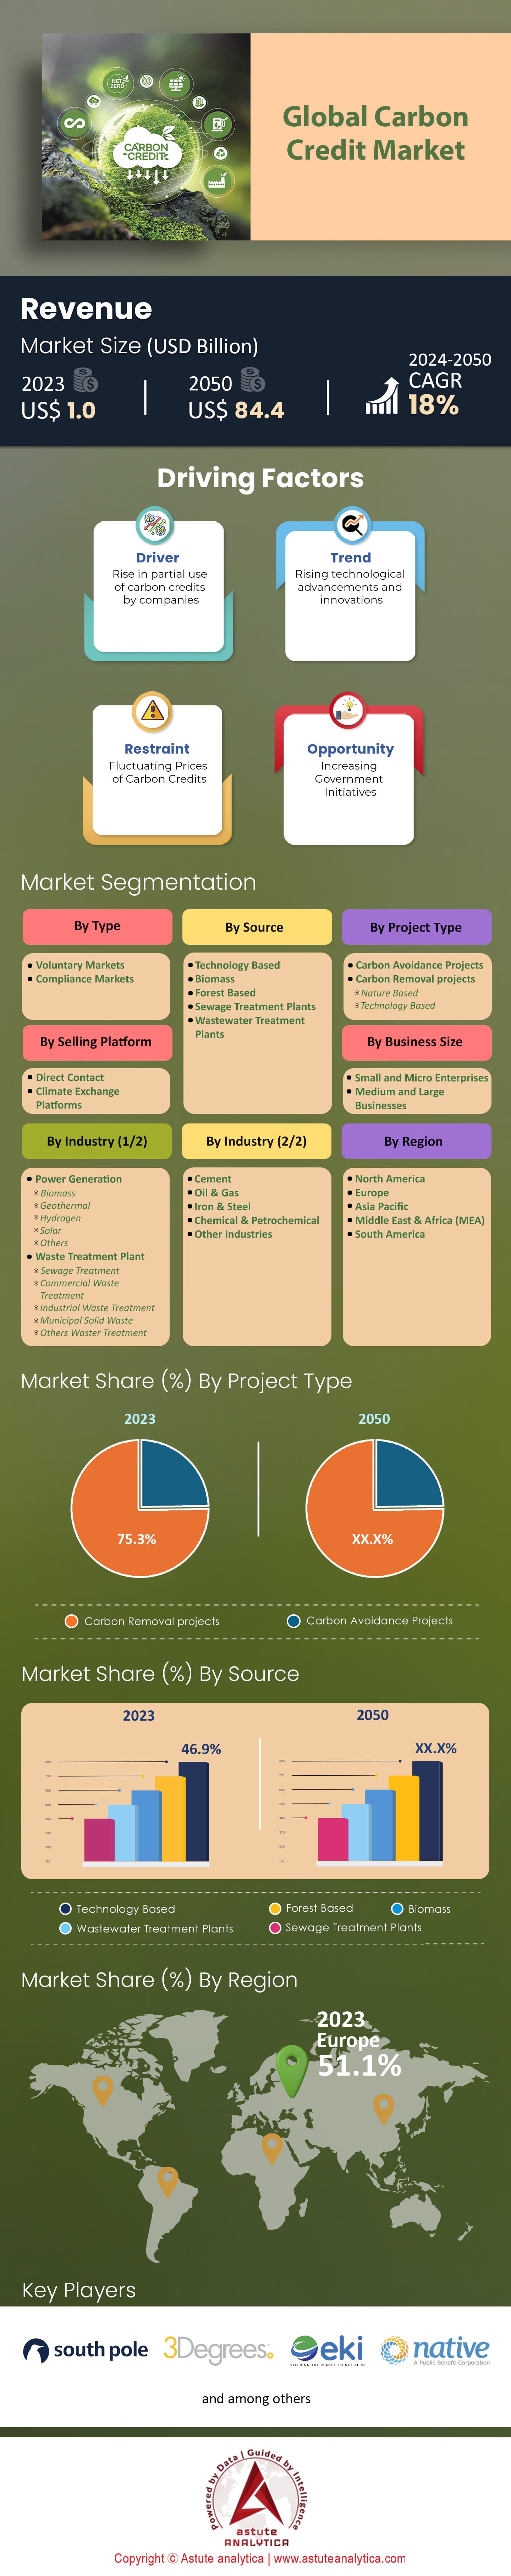 NET
ZERO
CARBON
CREDIT
Global Carbon
Credit Market
Revenue
Market Size (USD Billion)
2023
US$ 1.0
2050
US$ 84.4
2024-2050
CAGR
18%
Driving Factors
Driver
Rise in partial use
of carbon credits
by companies
Trend
Rising technological
advancements and
innovations
Restraint
Fluctuating Prices
of Carbon Credits
Opportunity
Increasing
Government
Initiatives
Market Segmentation
By Type
Voluntary Markets
Compliance Markets
By Source
Technology Based
Biomass
Forest Based
Sewage Treatment Plants
Wastewater Treatment
Plants
By Project Type
Carbon Avoidance Projects
Carbon Removal projects
Nature Based
Technology Based
By Selling Platform
Direct Contact
Climate Exchange
Platforms
By Business Size
Small and Micro Enterprises
Medium and Large
Businesses
By Industry (1/2)
Power Generation
Biomass
Geothermal
Hydrogen
Solar
Others
Waste Treatment Plant
Sewage Treatment
Commercial Waste
Treatment
Industrial Waste Treatment
Municipal Solid Waste
Others Waster Treatment
By Industry (2/2)
Cement
Oil & Gas
Iron & Steel
Chemical & Petrochemical
Other Industries
By Region
North America
Europe
Asia Pacific
Middle East & Africa (MEA)
South America
Market Share (%) By Project Type
2023
75.3%
2050
XX.X%
Carbon Removal projects
Carbon Avoidance Projects
Market Share (%) By Source
2023
46.9%
2050
XX.X%
Technology Based
Forest Based
Biomass
Wastewater Treatment Plants
Sewage Treatment Plants
Market Share (%) By Region
2023
Europe
51.1%
Key Players
south pole
3Degrees
eki
STEERING THE PLANET TO NET ZERO
native
A Public Benefit Corporation
and among others
Powered by Data | Guided by Intelligence
astute
ANALYTICA
Copyright © Astute analytica | www.astuteanalytica.com